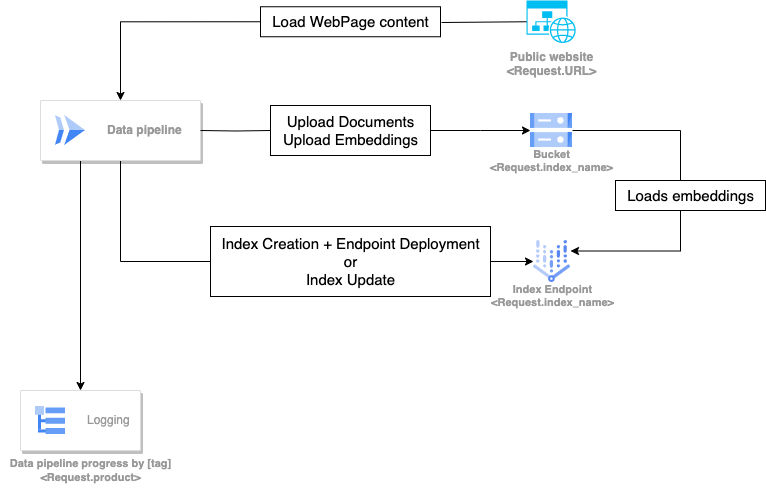 Load WebPage content
Public website
<Request.URL>
Data pipeline
Upload Documents
Upload Embeddings
Bucket
<Request.index_name>
Loads embeddings
Index Creation + Endpoint Deployment
or
Index Update
Index Endpoint
<Request.index_name>
Logging
Data pipeline progress by [tag]
<Request.product>